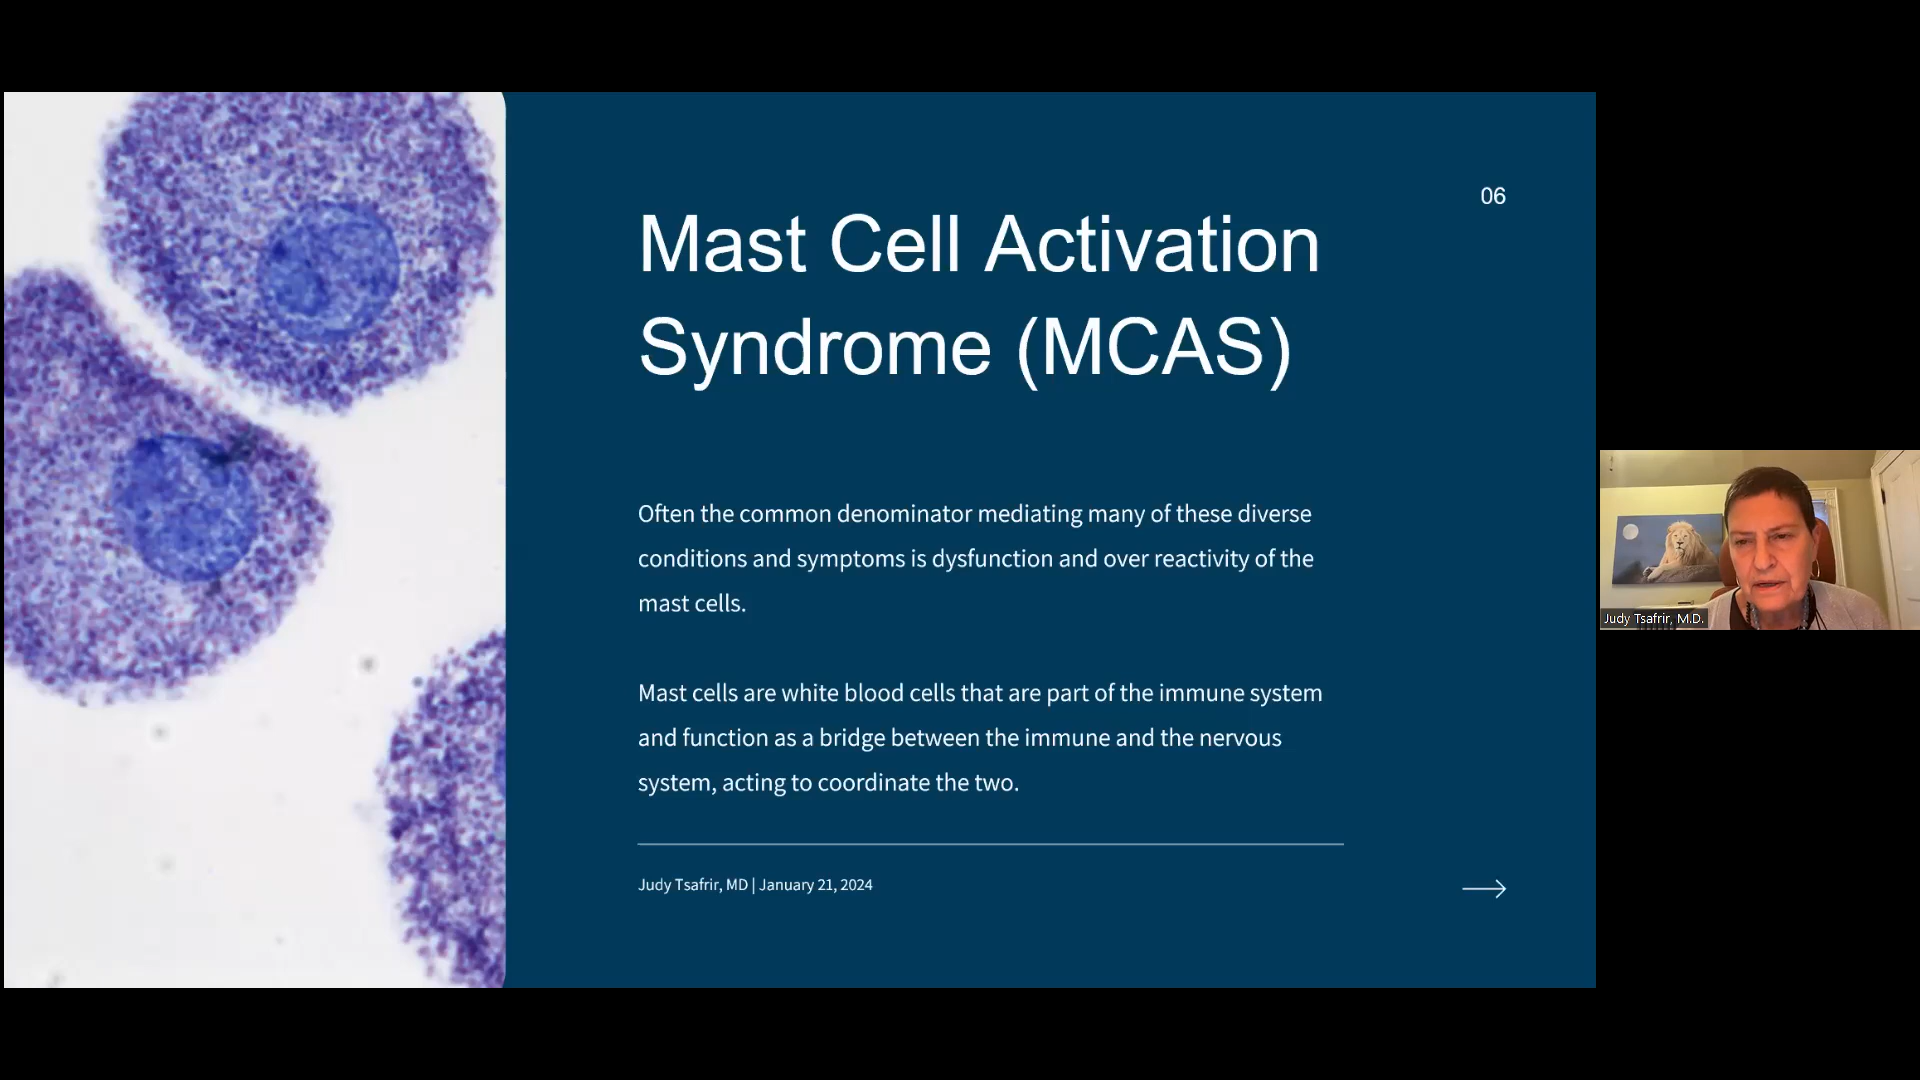 06
Mast Cell Activation
Syndrome (MCAS)
Often the common denominator mediating many of these diverse
conditions and symptoms is dysfunction and over reactivity of the
mast cells.
Mast cells are white blood cells that are part of the immune system
and function as a bridge between the immune and the nervous
system, acting to coordinate the two.
Judy Tsafrir, MD | January 21, 2024
Judy Tsafrir, M.D.